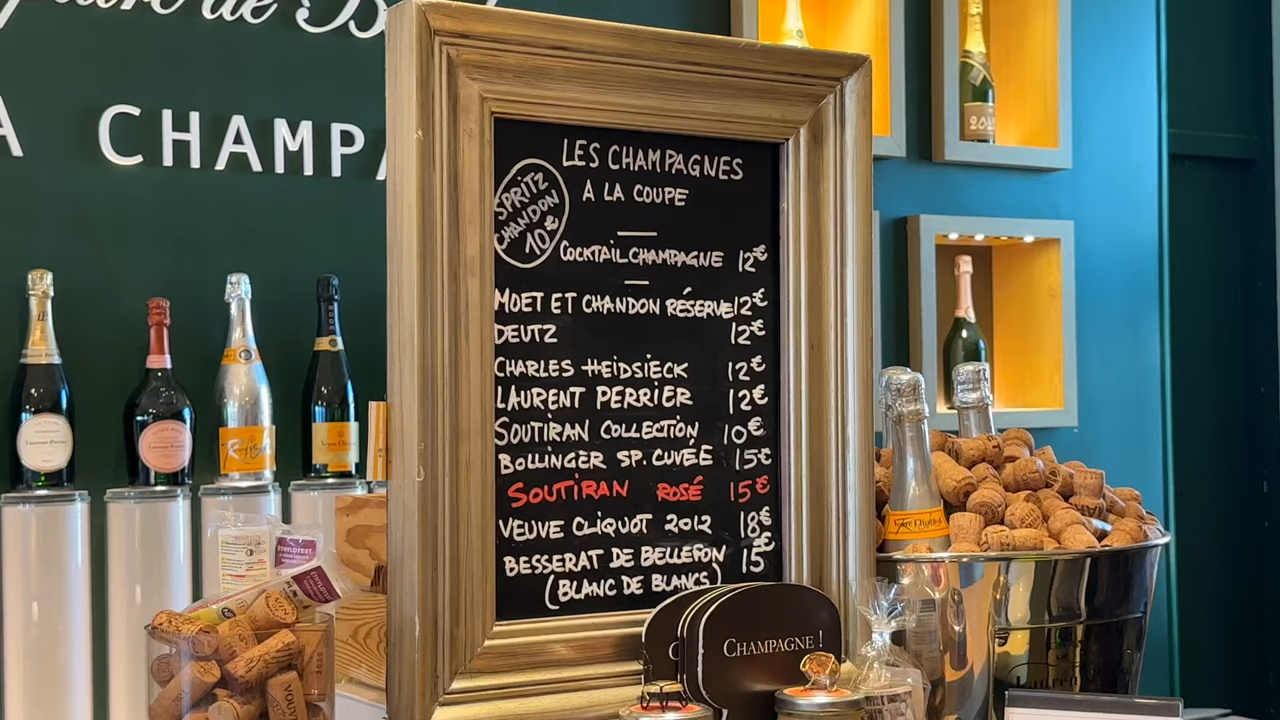 CHAMPA
LES CHAMPAGNES
A LA COUPE
SPRITZ
CHANDON
10€
COCKTAIL CHAMPAGNE 12€
MOET ET CHANDON RÉSERVE 12€
DEUTZ 12€
CHARLES HEIDSIECK 12€
LAURENT PERRIER 12€
SOUTIRAN COLLECTION 10€
BOLLINGER SP. CUVÉE 15€
SOUTIRAN ROSÉ 15€
VEUVE CLIQUOT 2012 18€
BESSERAT DE BELLEFON 15€
(BLANC DE BLANCS)
CHAMPAGNE !